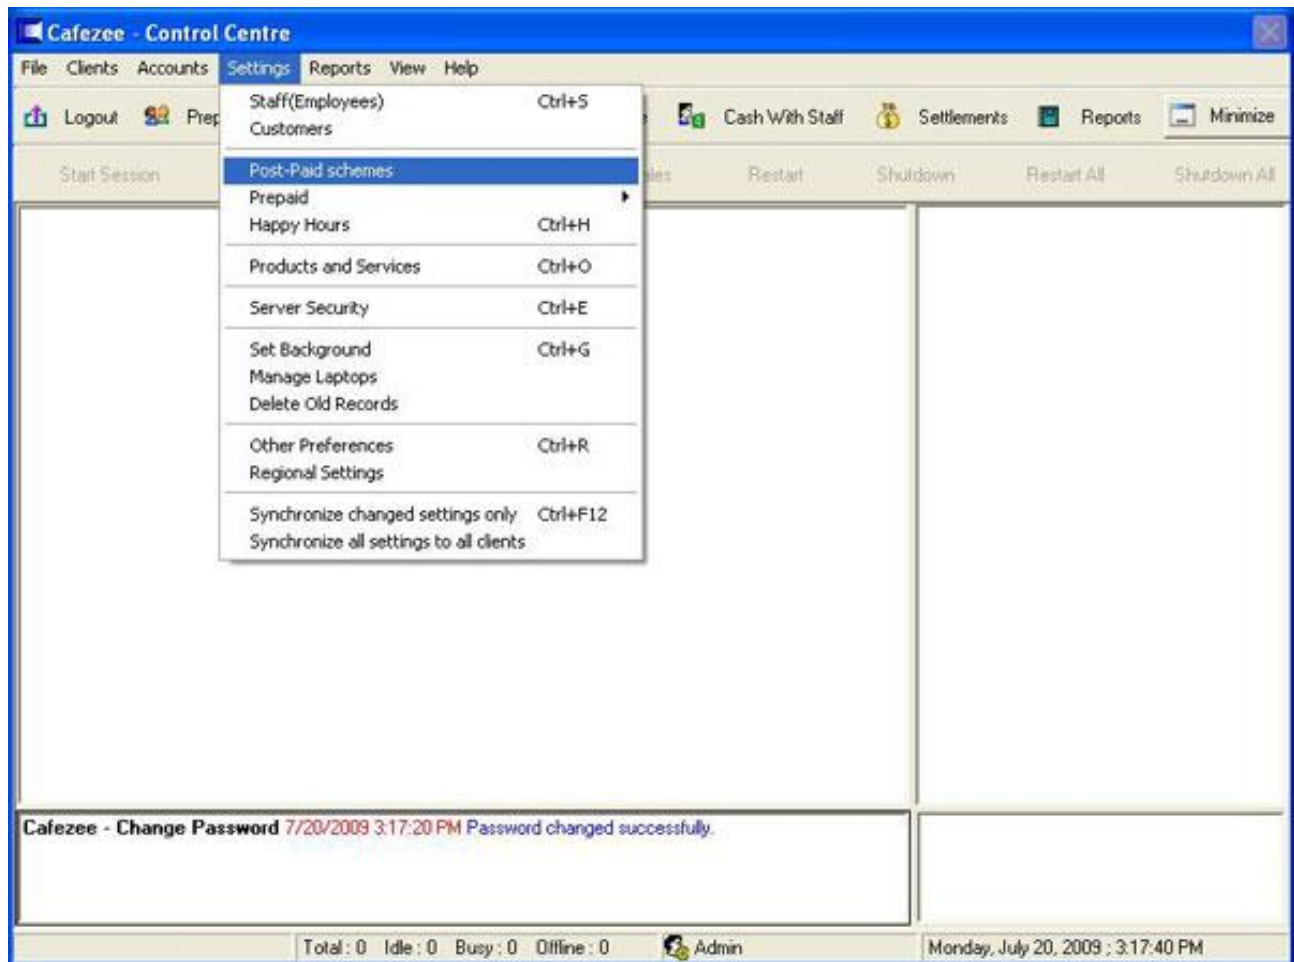 Cafezee - Control Centre
File Clients Accounts Settings Reports View Help
Logout Cash With Staff Settlements Reports Minimize
Start Session Restart Shutdown Restart All Shutdown All
Staff(Employees) Ctrl+S
Customers
Post-Paid schemes
Prepaid
Happy Hours Ctrl+H
Products and Services Ctrl+O
Server Security Ctrl+E
Set Background Ctrl+G
Manage Laptops
Delete Old Records
Other Preferences Ctrl+R
Regional Settings
Synchronize changed settings only Ctrl+F12
Synchronize all settings to all clients
Cafezee - Change Password 7/20/2009 3:17:20 PM Password changed successfully.
Total : 0 Idle : 0 Busy : 0 Offline : 0 Admin Monday, July 20, 2009 ; 3:17:40 PM